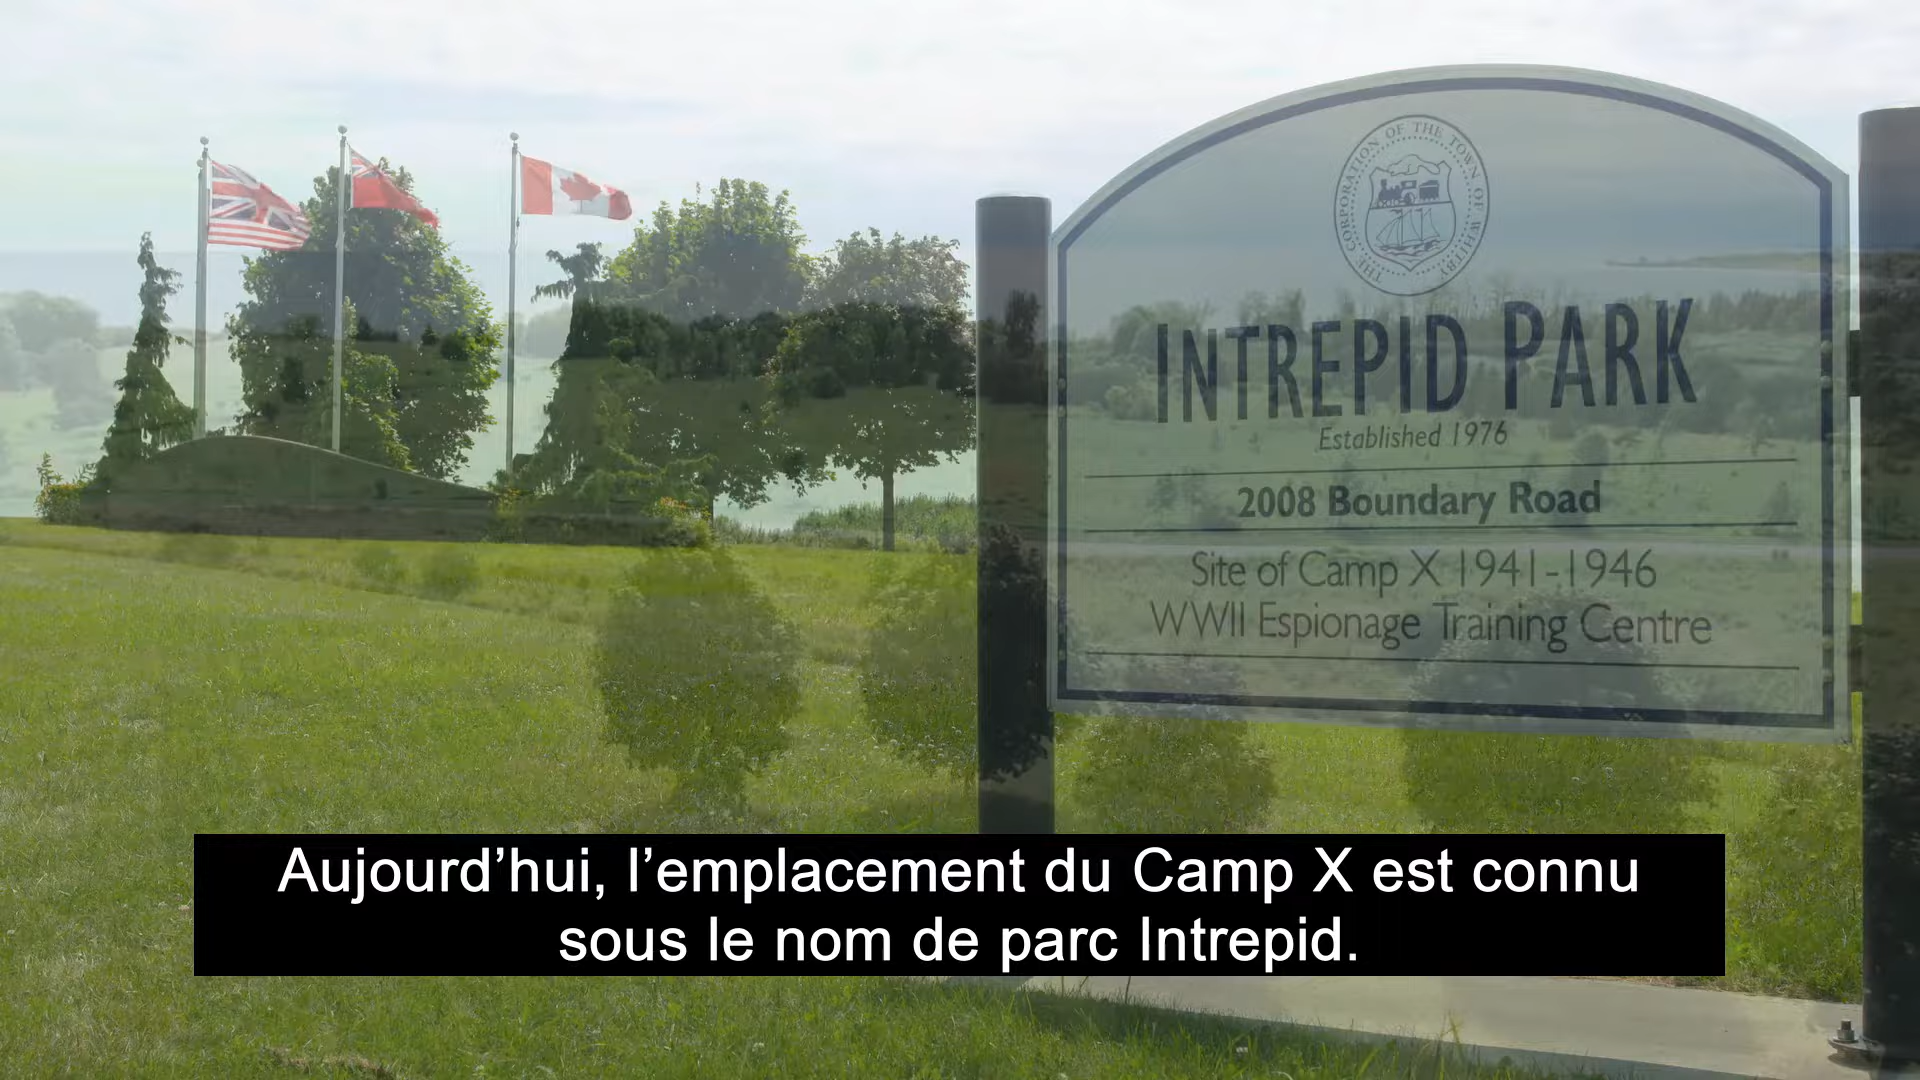 THE CORPORATION OF THE TOWN OF WHITBY
INTREPID PARK
Established 1976
2008 Boundary Road
Site of Camp X 1941-1946
WWII Espionage Training Centre
Aujourd’hui, l’emplacement du Camp X est connu
sous le nom de parc Intrepid.